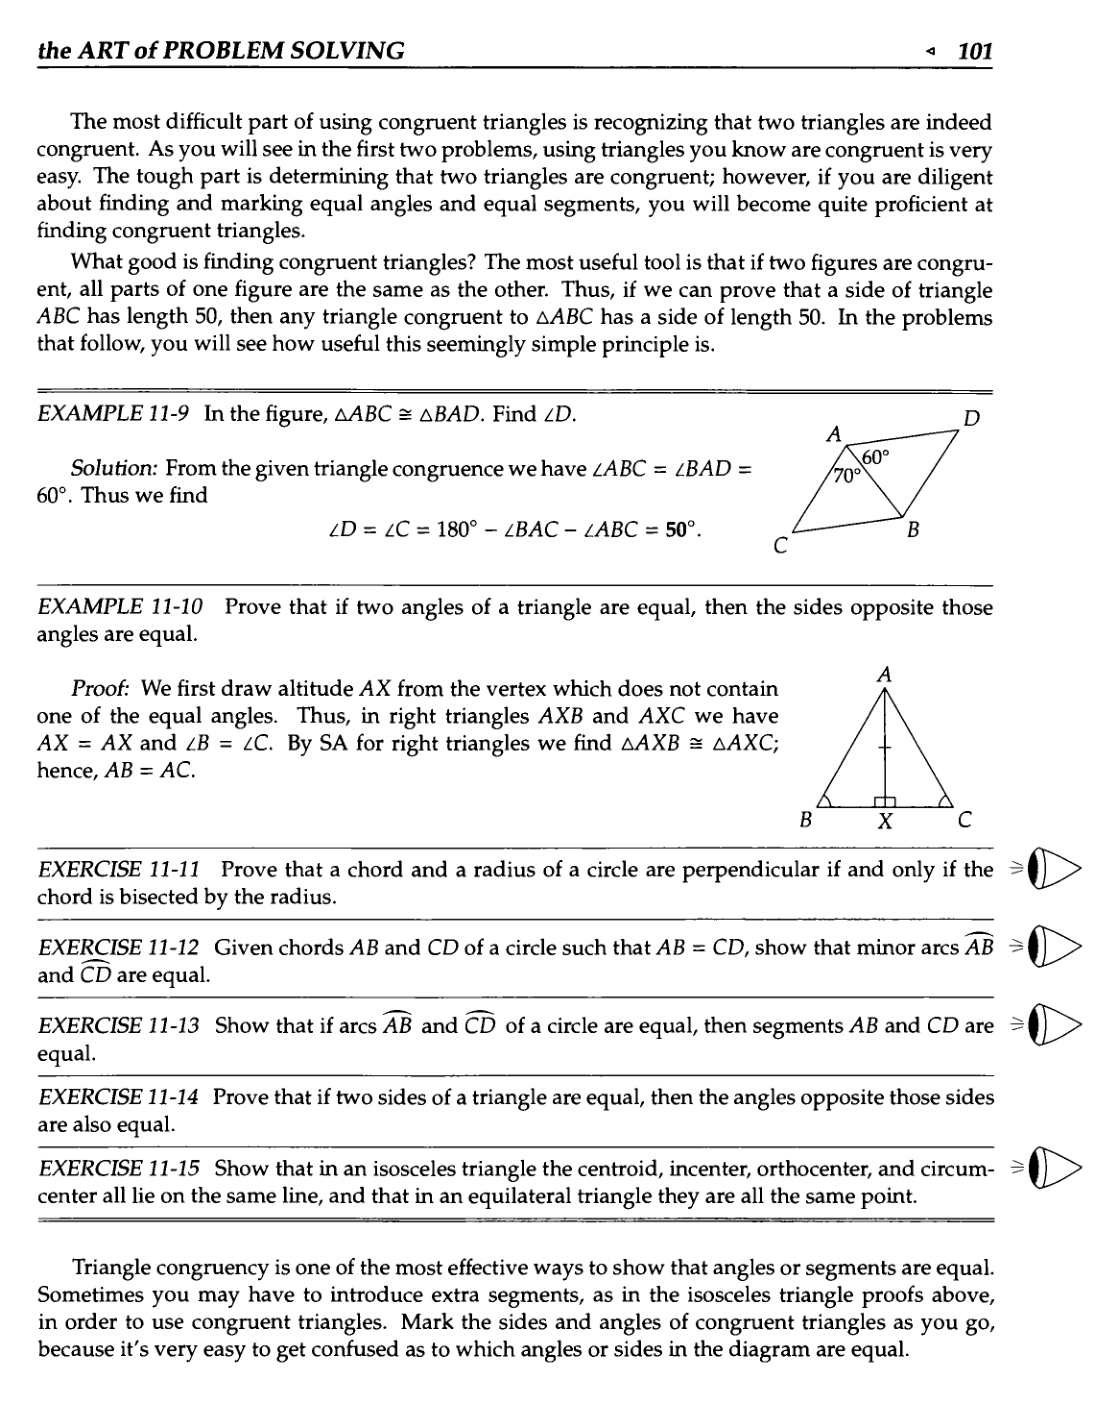 the ART of PROBLEM SOLVING ◃ 101
The most difficult part of using congruent triangles is recognizing that two triangles are indeed
congruent. As you will see in the first two problems, using triangles you know are congruent is very
easy. The tough part is determining that two triangles are congruent; however, if you are diligent
about finding and marking equal angles and equal segments, you will become quite proficient at
finding congruent triangles.
What good is finding congruent triangles? The most useful tool is that if two figures are congru-
ent, all parts of one figure are the same as the other. Thus, if we can prove that a side of triangle
ABC has length 50, then any triangle congruent to △ABC has a side of length 50. In the problems
that follow, you will see how useful this seemingly simple principle is.
EXAMPLE 11-9 In the figure, △ABC ≅ △BAD. Find ∠D.
Solution: From the given triangle congruence we have ∠ABC = ∠BAD =
60°. Thus we find
∠D = ∠C = 180° − ∠BAC − ∠ABC = 50°.
D
A
60°
70°
B
C
EXAMPLE 11-10 Prove that if two angles of a triangle are equal, then the sides opposite those
angles are equal.
Proof: We first draw altitude AX from the vertex which does not contain
one of the equal angles. Thus, in right triangles AXB and AXC we have
AX = AX and ∠B = ∠C. By SA for right triangles we find △AXB ≅ △AXC;
hence, AB = AC.
A
B X C
EXERCISE 11-11 Prove that a chord and a radius of a circle are perpendicular if and only if the
chord is bisected by the radius.
EXERCISE 11-12 Given chords AB and CD of a circle such that AB = CD, show that minor arcs A͡B
and C͡D are equal.
EXERCISE 11-13 Show that if arcs A͡B and C͡D of a circle are equal, then segments AB and CD are
equal.
EXERCISE 11-14 Prove that if two sides of a triangle are equal, then the angles opposite those sides
are also equal.
EXERCISE 11-15 Show that in an isosceles triangle the centroid, incenter, orthocenter, and circum-
center all lie on the same line, and that in an equilateral triangle they are all the same point.
Triangle congruency is one of the most effective ways to show that angles or segments are equal.
Sometimes you may have to introduce extra segments, as in the isosceles triangle proofs above,
in order to use congruent triangles. Mark the sides and angles of congruent triangles as you go,
because it's very easy to get confused as to which angles or sides in the diagram are equal.